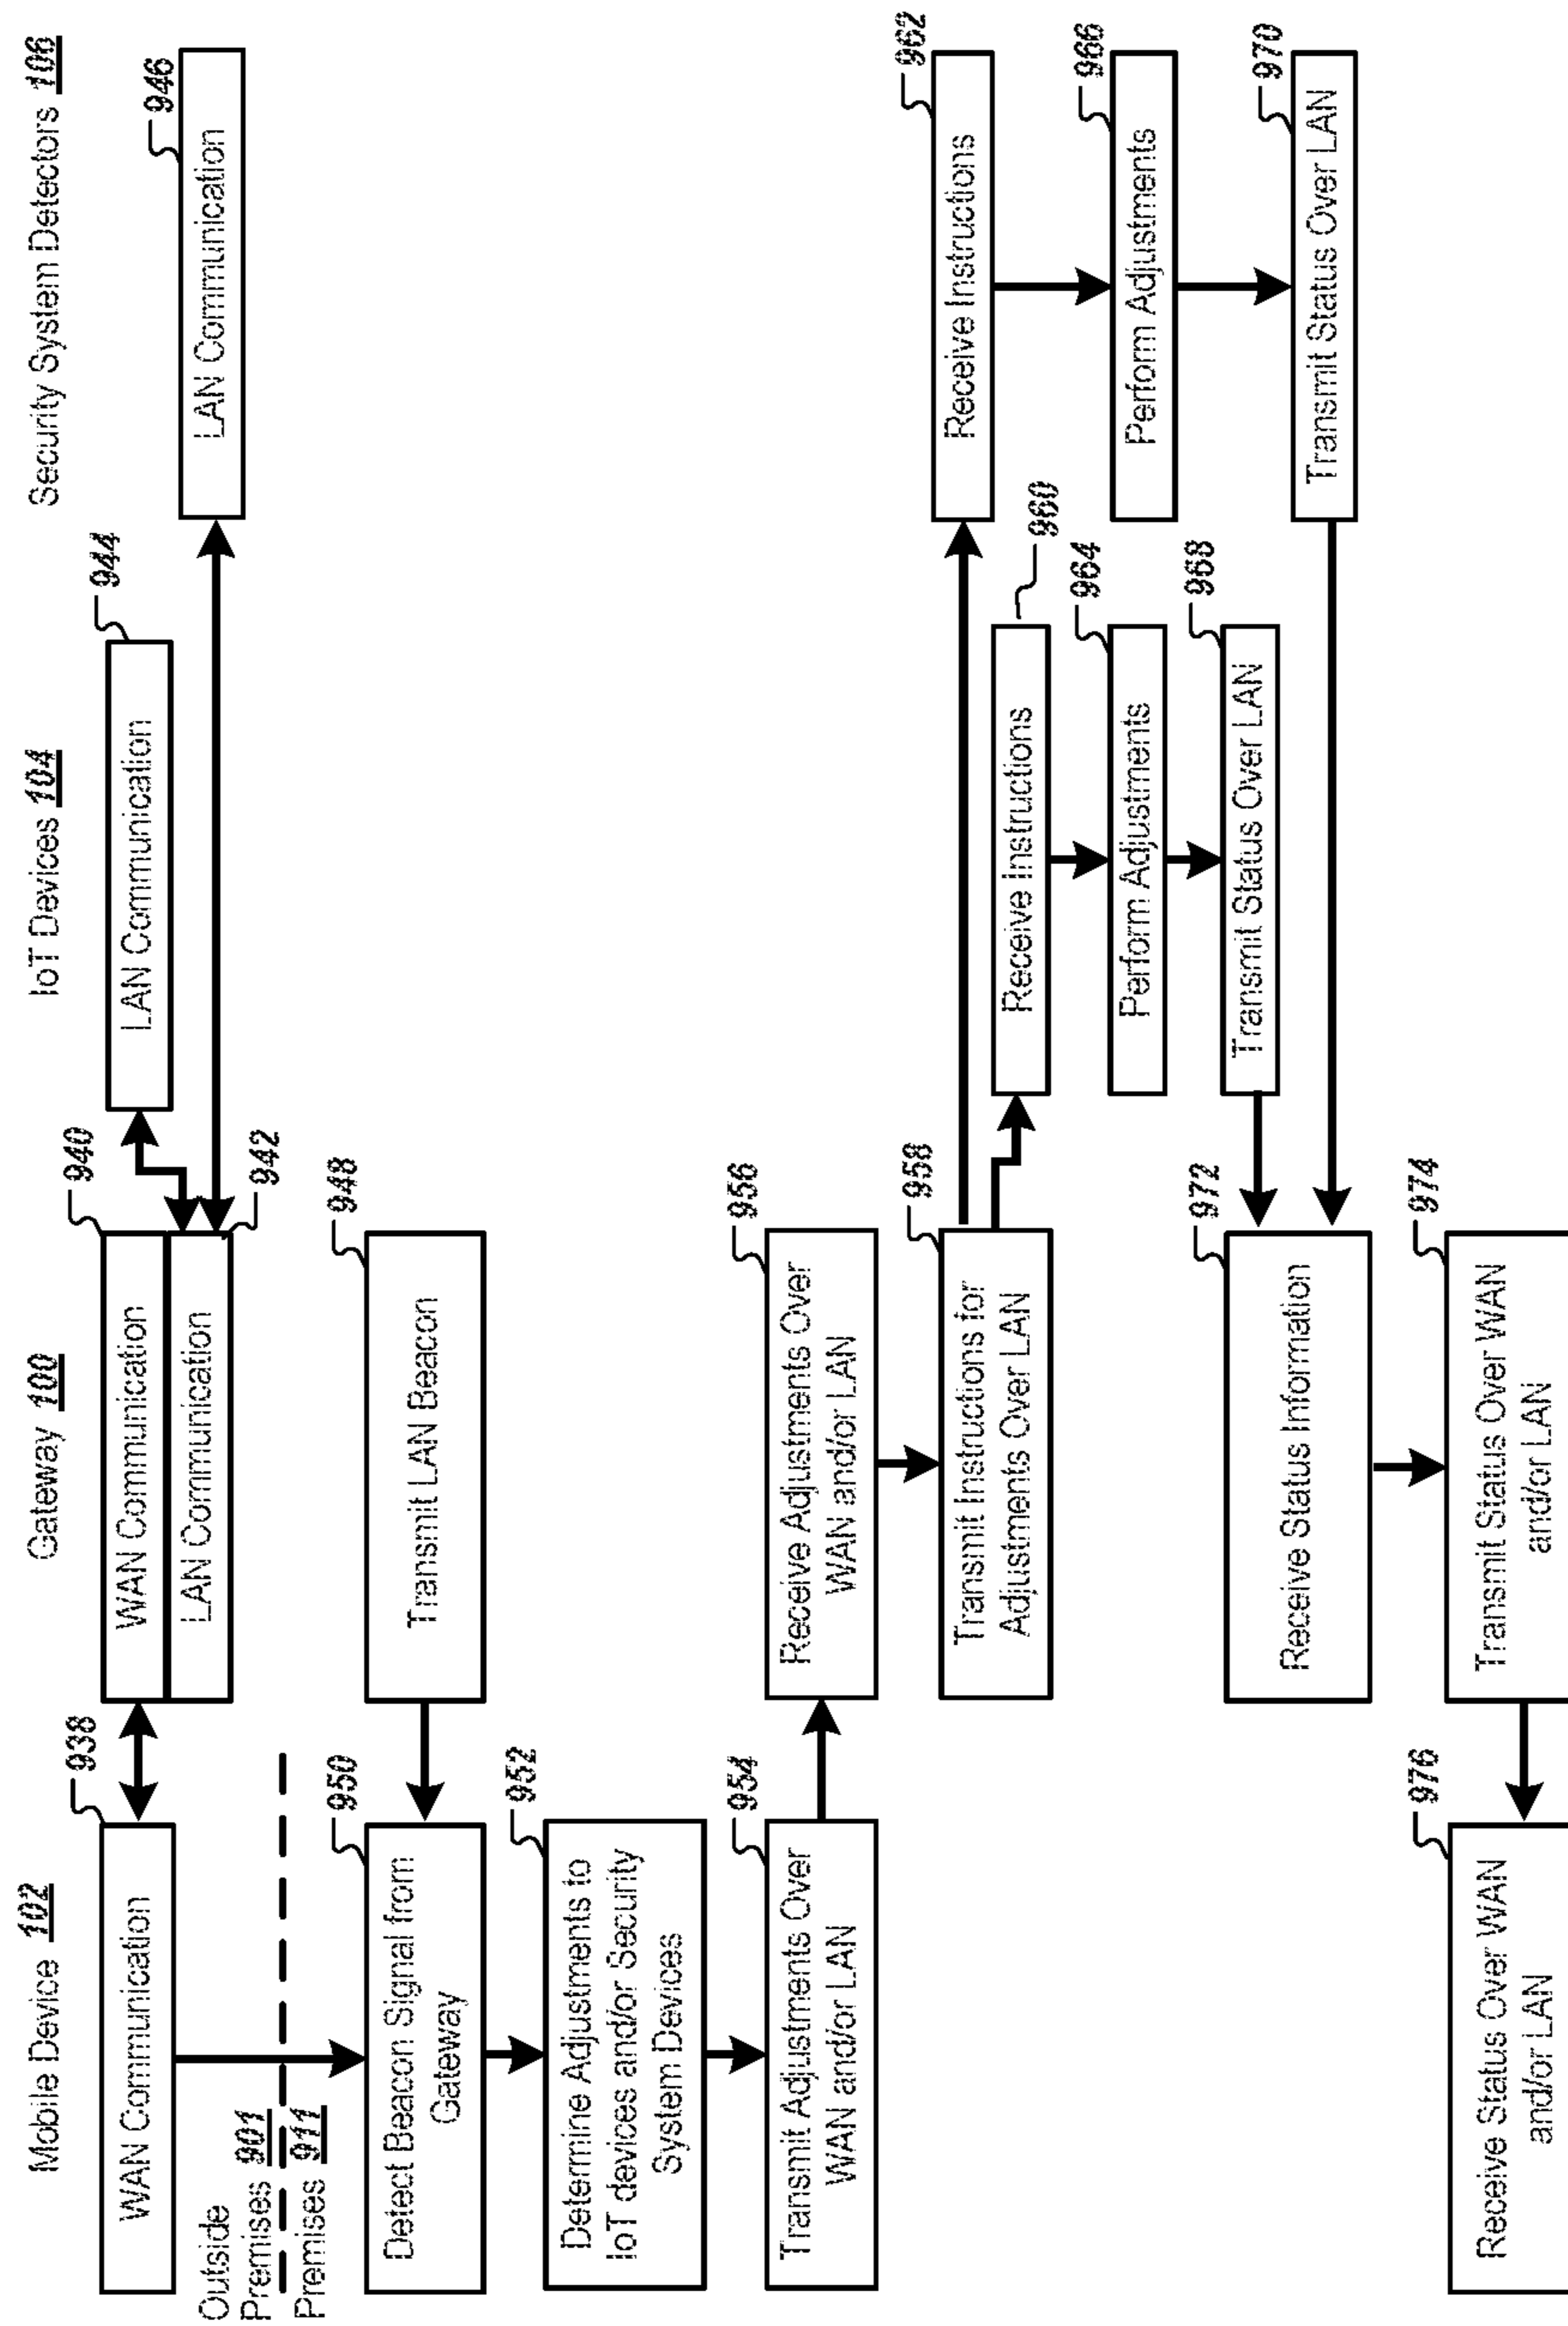 Mobile Device 102
Gateway 100
IoT Devices 104
Security System Detectors 106
938
WAN Communication
940
WAN Communication
LAN Communication
942
944
LAN Communication
946
LAN Communication
Outside
Premises 901
Premises 911
950
Detect Beacon Signal from
Gateway
948
Transmit LAN Beacon
952
Determine Adjustments to
IoT devices and/or Security
System Devices
954
Transmit Adjustments Over
WAN and/or LAN
956
Receive Adjustments Over
WAN and/or LAN
958
Transmit Instructions for
Adjustments Over LAN
960
Receive Instructions
962
Receive Instructions
964
Perform Adjustments
966
Perform Adjustments
968
Transmit Status Over LAN
970
Transmit Status Over LAN
972
Receive Status Information
974
Transmit Status Over WAN
and/or LAN
976
Receive Status Over WAN
and/or LAN